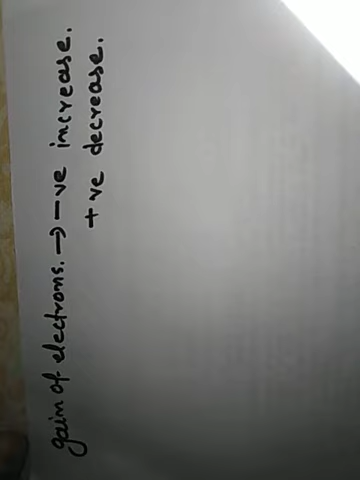 gain of electrons. → -ve increase.
+ve decrease.